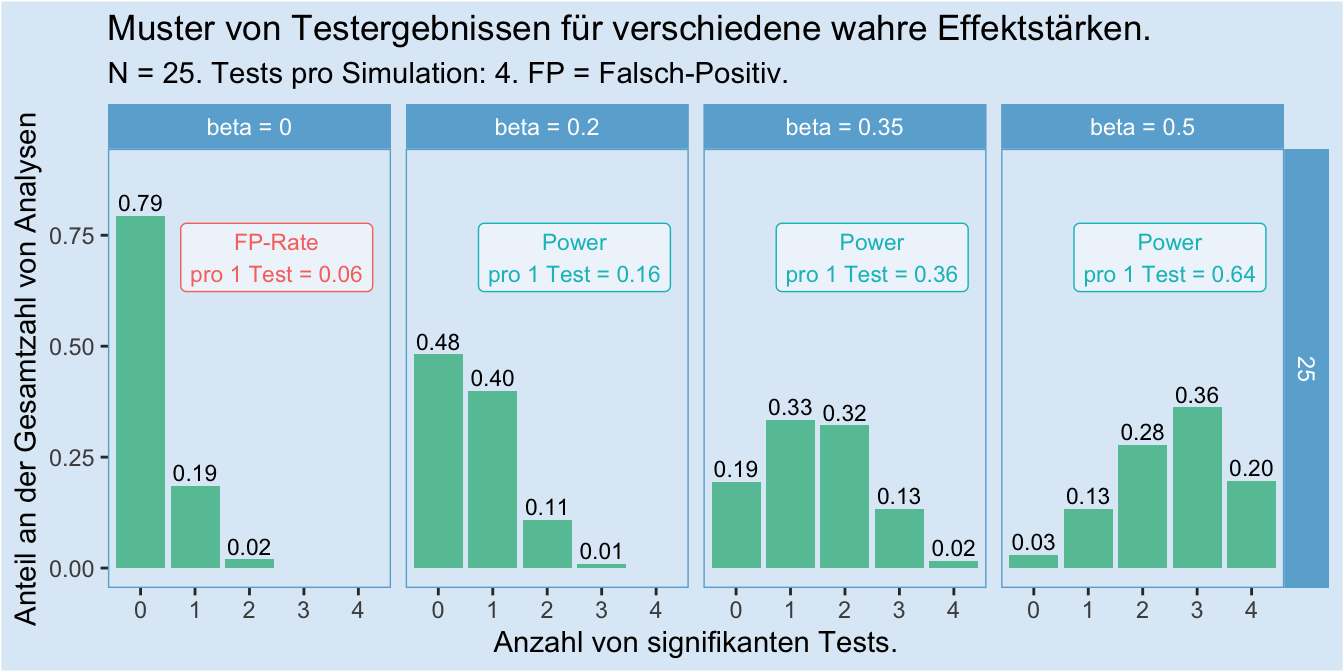 Muster von Testergebnissen für verschiedene wahre Effektstärken.
N = 25. Tests pro Simulation: 4. FP = Falsch-Positiv.
beta = 0
beta = 0.2
beta = 0.35
beta = 0.5
Anteil an der Gesamtzahl von Analysen
0.75
0.50
0.25
0.00
0.79
0.19
0.02
FP-Rate
pro 1 Test = 0.06
0.48
0.40
0.11
0.01
Power
pro 1 Test = 0.16
0.19
0.33
0.32
0.13
0.02
Power
pro 1 Test = 0.36
0.03
0.13
0.28
0.36
0.20
Power
pro 1 Test = 0.64
25
0 1 2 3 4
0 1 2 3 4
0 1 2 3 4
0 1 2 3 4
Anzahl von signifikanten Tests.